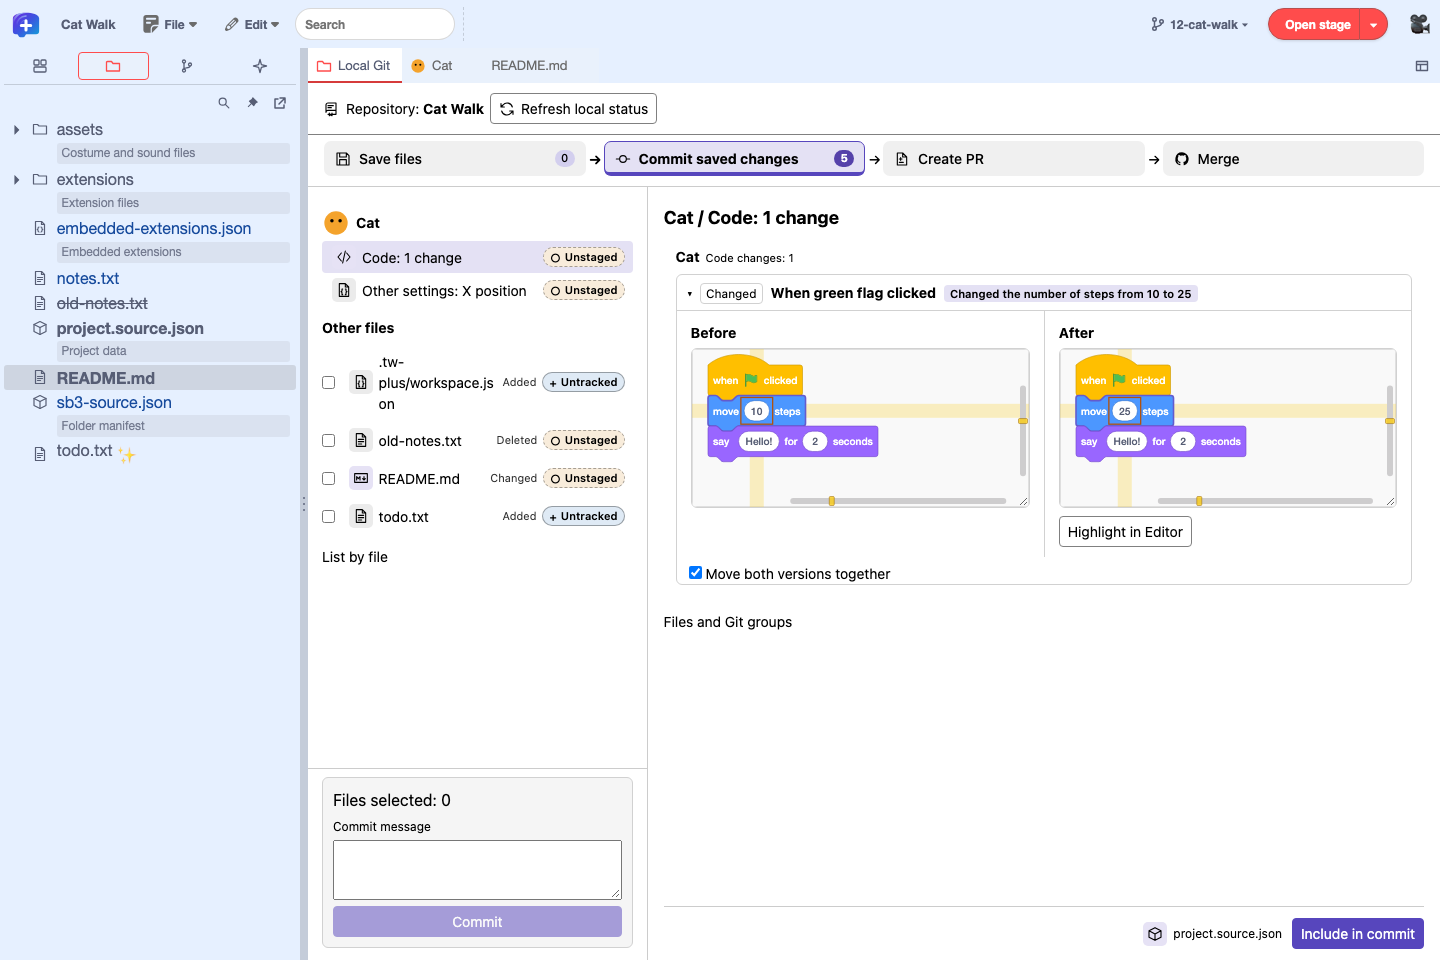 Cat Walk
File
Edit
Search
12-cat-walk
Open stage
Local Git
Cat
README.md
assets
Costume and sound files
extensions
Extension files
embedded-extensions.json
Embedded extensions
notes.txt
old-notes.txt
project.source.json
Project data
README.md
sb3-source.json
Folder manifest
todo.txt
Repository: Cat Walk
Refresh local status
Save files 0
Commit saved changes 5
Create PR
Merge
Cat
Code: 1 change Unstaged
Other settings: X position Unstaged
Other files
.tw-
plus/workspace.js
on
Added + Untracked
old-notes.txt Deleted Unstaged
README.md Changed Unstaged
todo.txt Added + Untracked
List by file
Files selected: 0
Commit message
Commit
Cat / Code: 1 change
Cat Code changes: 1
Changed When green flag clicked Changed the number of steps from 10 to 25
Before
when clicked
move 10 steps
say Hello! for 2 seconds
After
when clicked
move 25 steps
say Hello! for 2 seconds
Highlight in Editor
Move both versions together
Files and Git groups
project.source.json
Include in commit